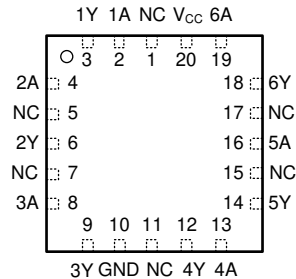 1Y 1A NC VCC 6A
3 2 1 20 19
2A 4 18 6Y
NC 5 17 NC
2Y 6 16 5A
NC 7 15 NC
3A 8 14 5Y
9 10 11 12 13
3Y GND NC 4Y 4A